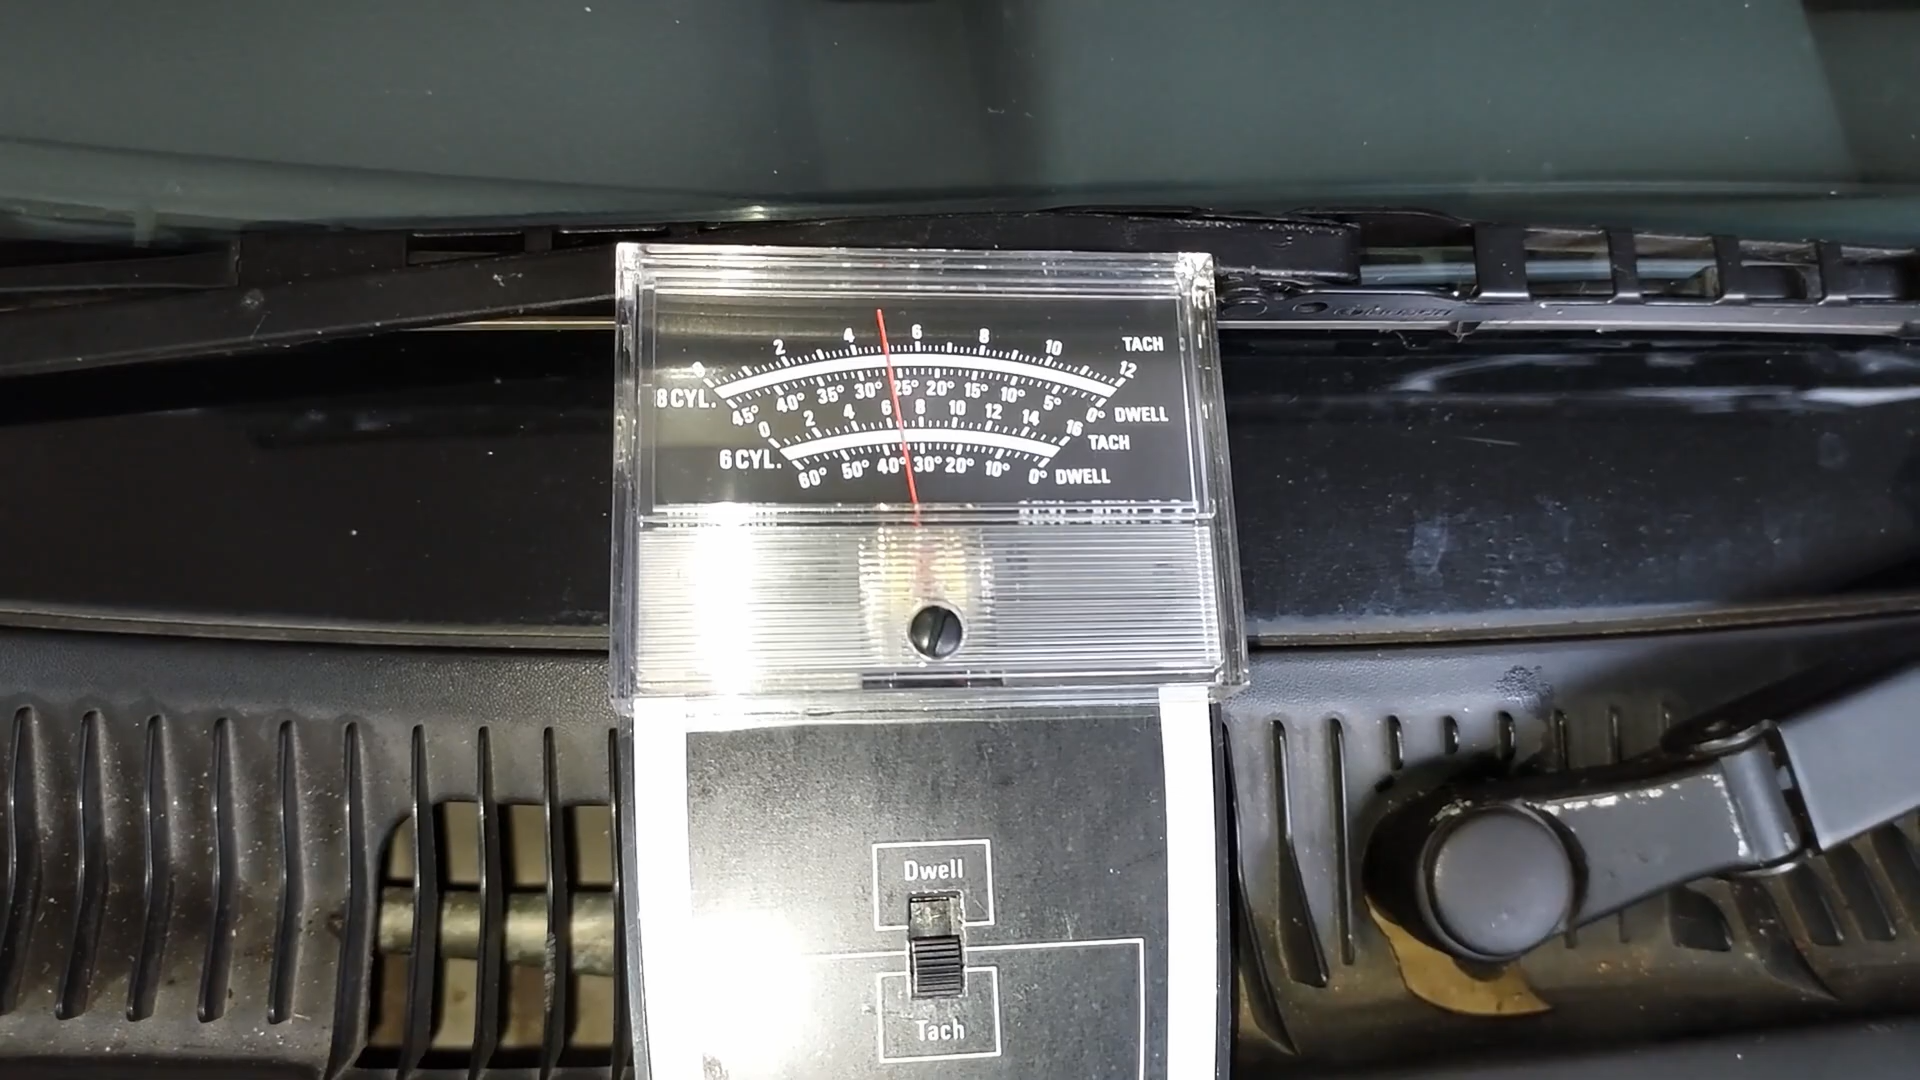 0 2 4 6 8 10 12 TACH
8 CYL. 45° 40° 35° 30° 25° 20° 15° 10° 5° 0° DWELL
0 2 4 6 8 10 12 14 16 TACH
6 CYL. 60° 50° 40° 30° 20° 10° 0° DWELL
Dwell
Tach